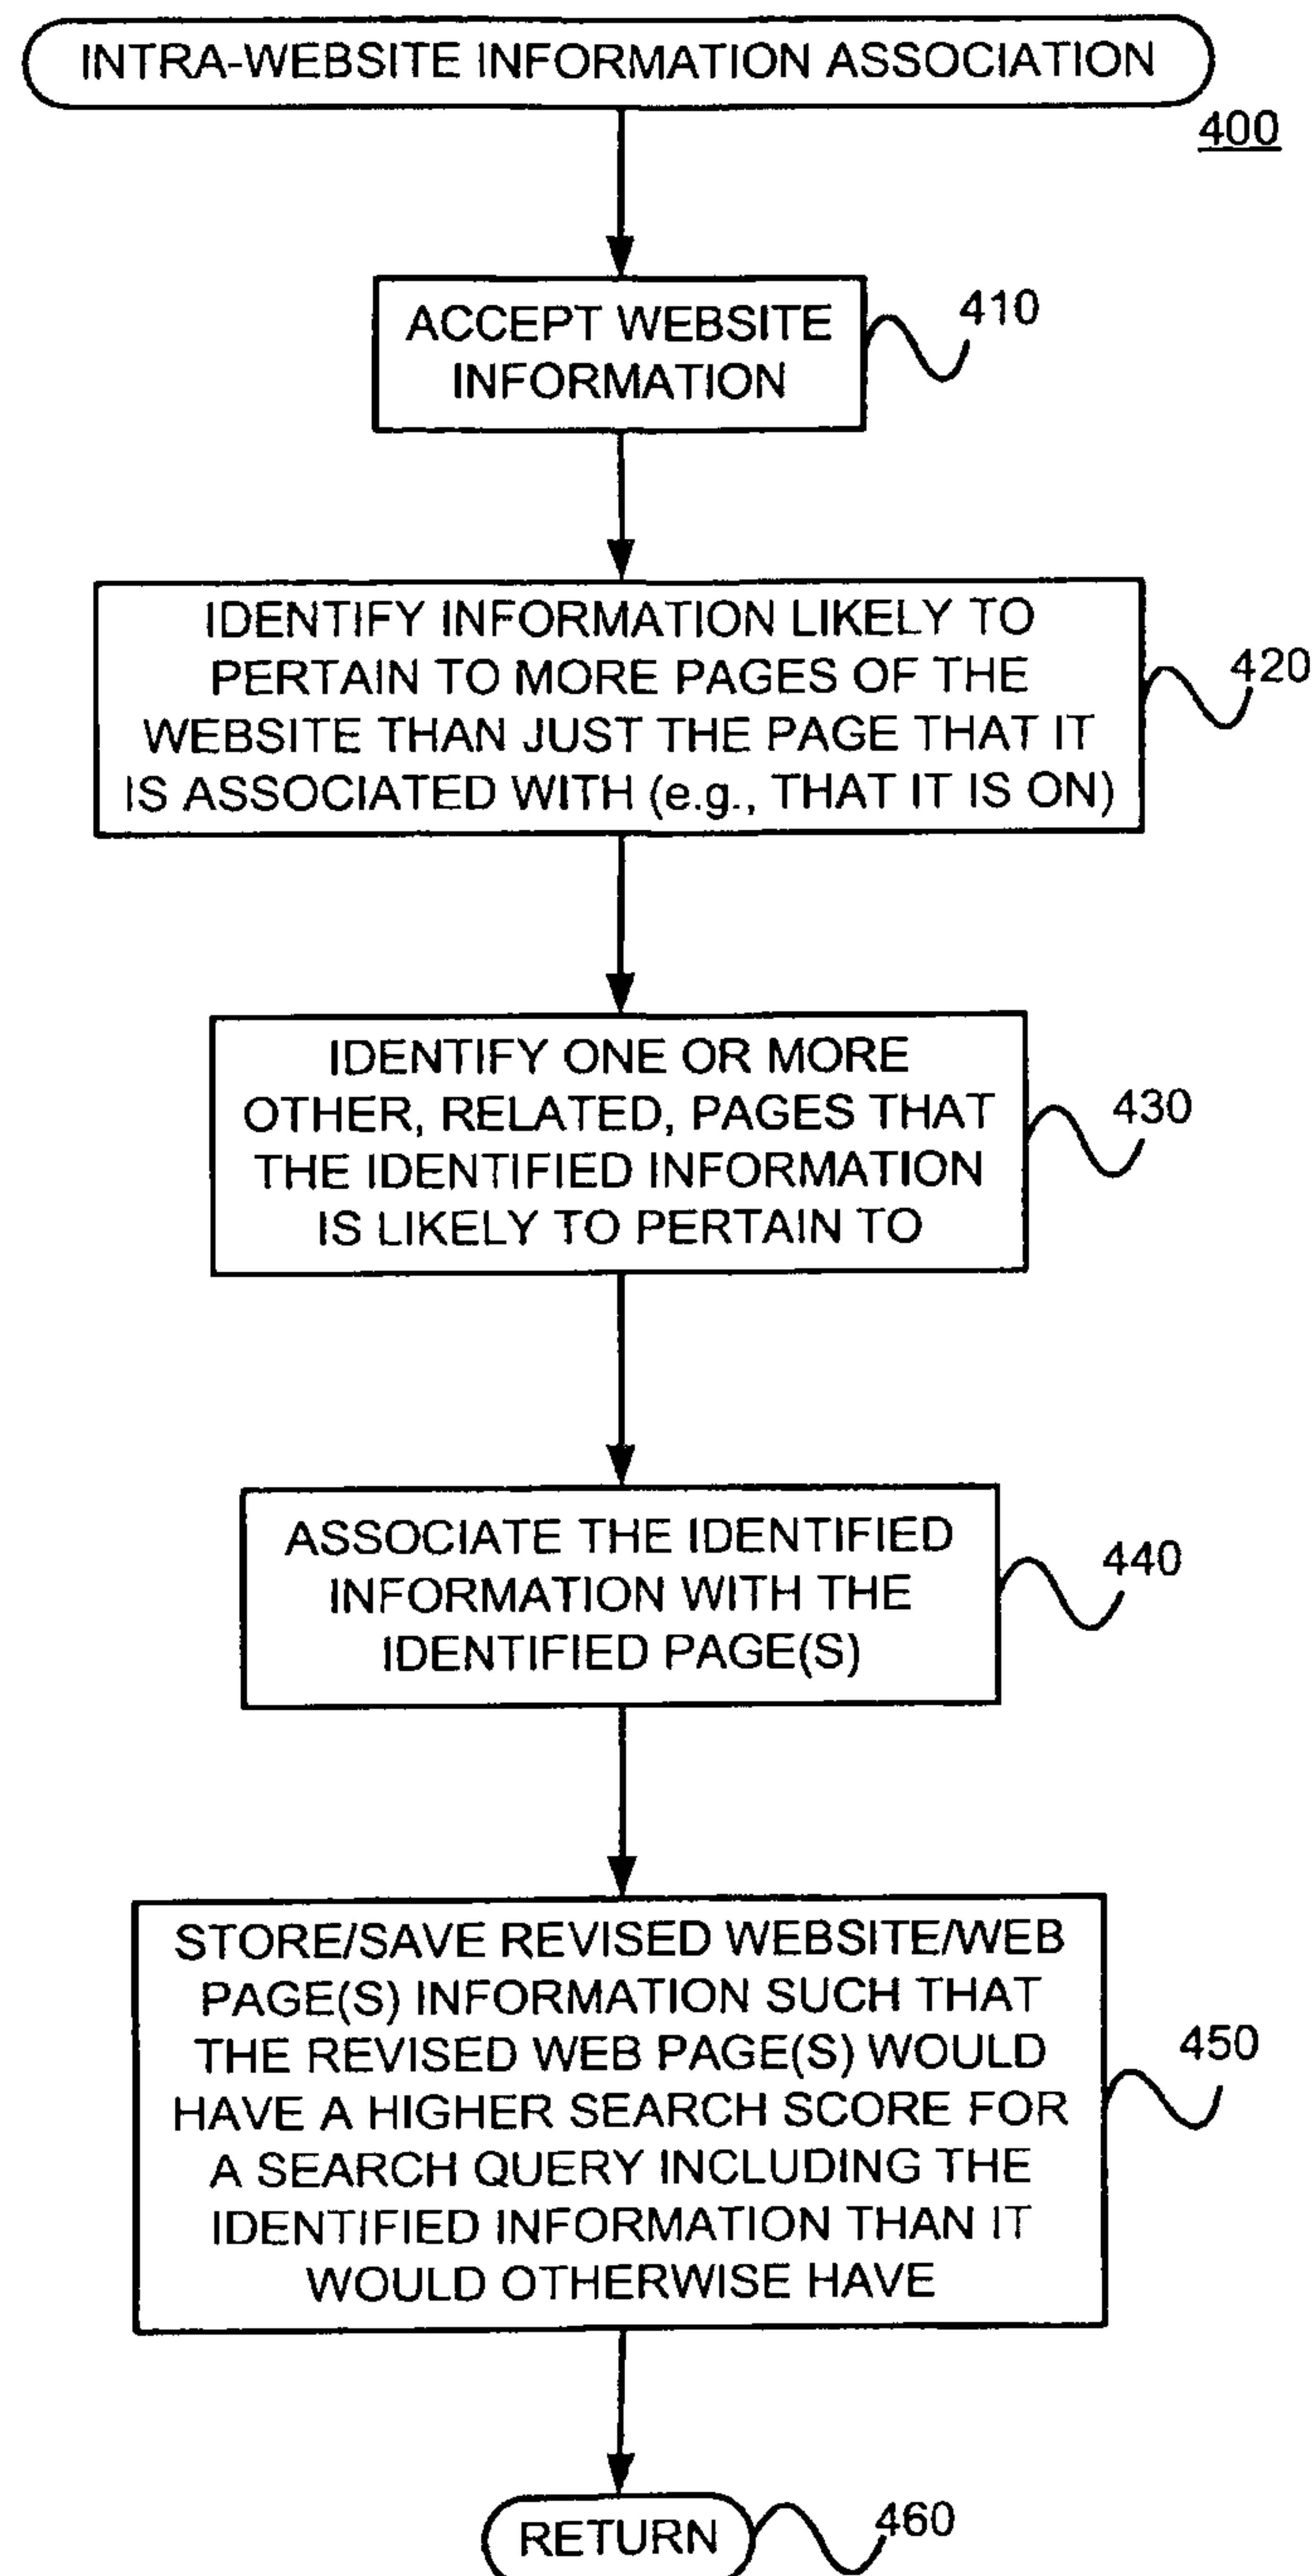 INTRA-WEBSITE INFORMATION ASSOCIATION
400
ACCEPT WEBSITE
INFORMATION
410
IDENTIFY INFORMATION LIKELY TO
PERTAIN TO MORE PAGES OF THE
WEBSITE THAN JUST THE PAGE THAT IT
IS ASSOCIATED WITH (e.g., THAT IT IS ON)
420
IDENTIFY ONE OR MORE
OTHER, RELATED, PAGES THAT
THE IDENTIFIED INFORMATION
IS LIKELY TO PERTAIN TO
430
ASSOCIATE THE IDENTIFIED
INFORMATION WITH THE
IDENTIFIED PAGE(S)
440
STORE/SAVE REVISED WEBSITE/WEB
PAGE(S) INFORMATION SUCH THAT
THE REVISED WEB PAGE(S) WOULD
HAVE A HIGHER SEARCH SCORE FOR
A SEARCH QUERY INCLUDING THE
IDENTIFIED INFORMATION THAN IT
WOULD OTHERWISE HAVE
450
RETURN
460